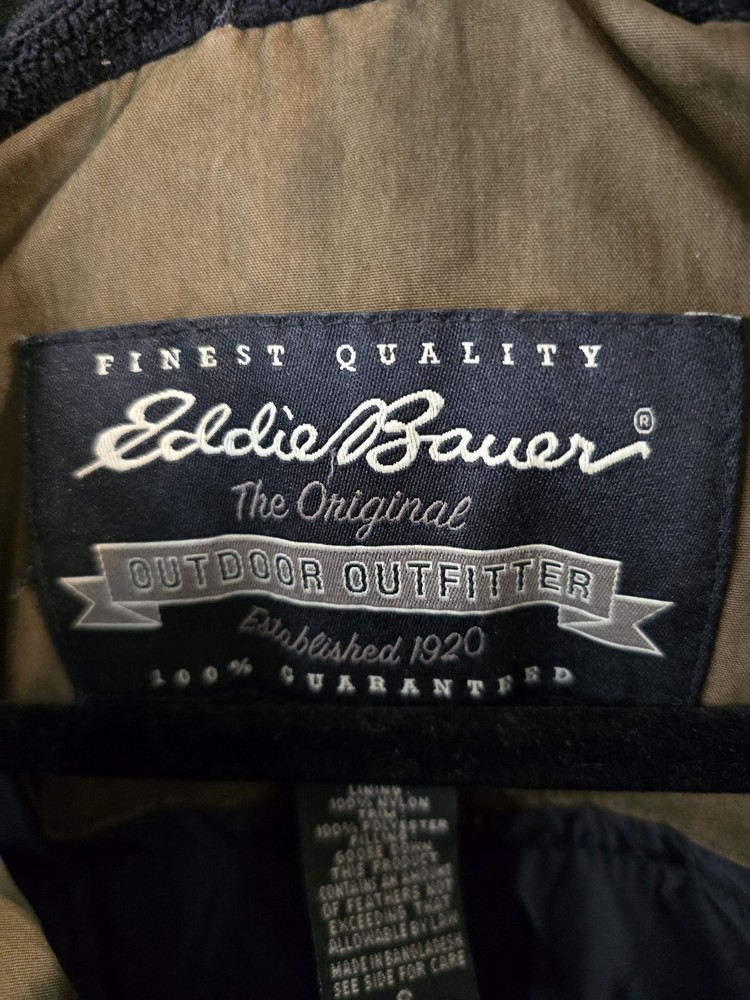 FINEST QUALITY
Eddie Bauer ®
The Original
OUTDOOR OUTFITTER
Established 1920
100% GUARANTEED
LINING:
100% NYLON
TRIM:
100% POLYESTER
FILL:
GOOSE DOWN
THIS PRODUCT
CONTAINS AN AMOUNT
OF FEATHERS NOT
EXCEEDING THAT
ALLOWABLE BY LAW
MADE IN BANGLADESH
SEE SIDE FOR CARE